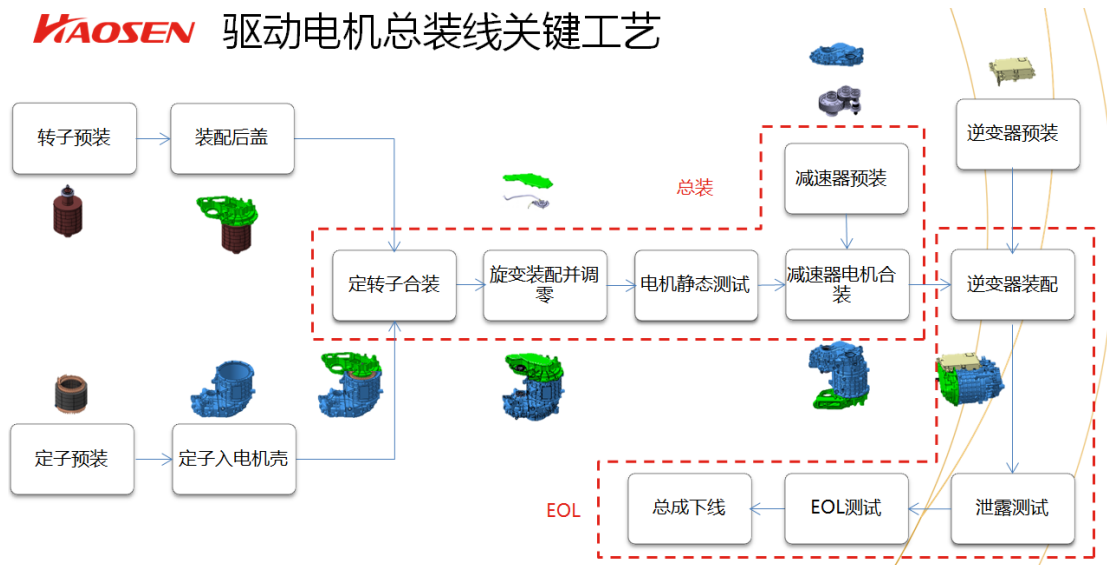 HAOSEN 驱动电机总装线关键工艺
转子预装
装配后盖
逆变器预装
总装
减速器预装
定转子合装
旋变装配并调
零
电机静态测试
减速器电机合
装
逆变器装配
定子预装
定子入电机壳
EOL
总成下线
EOL测试
泄露测试